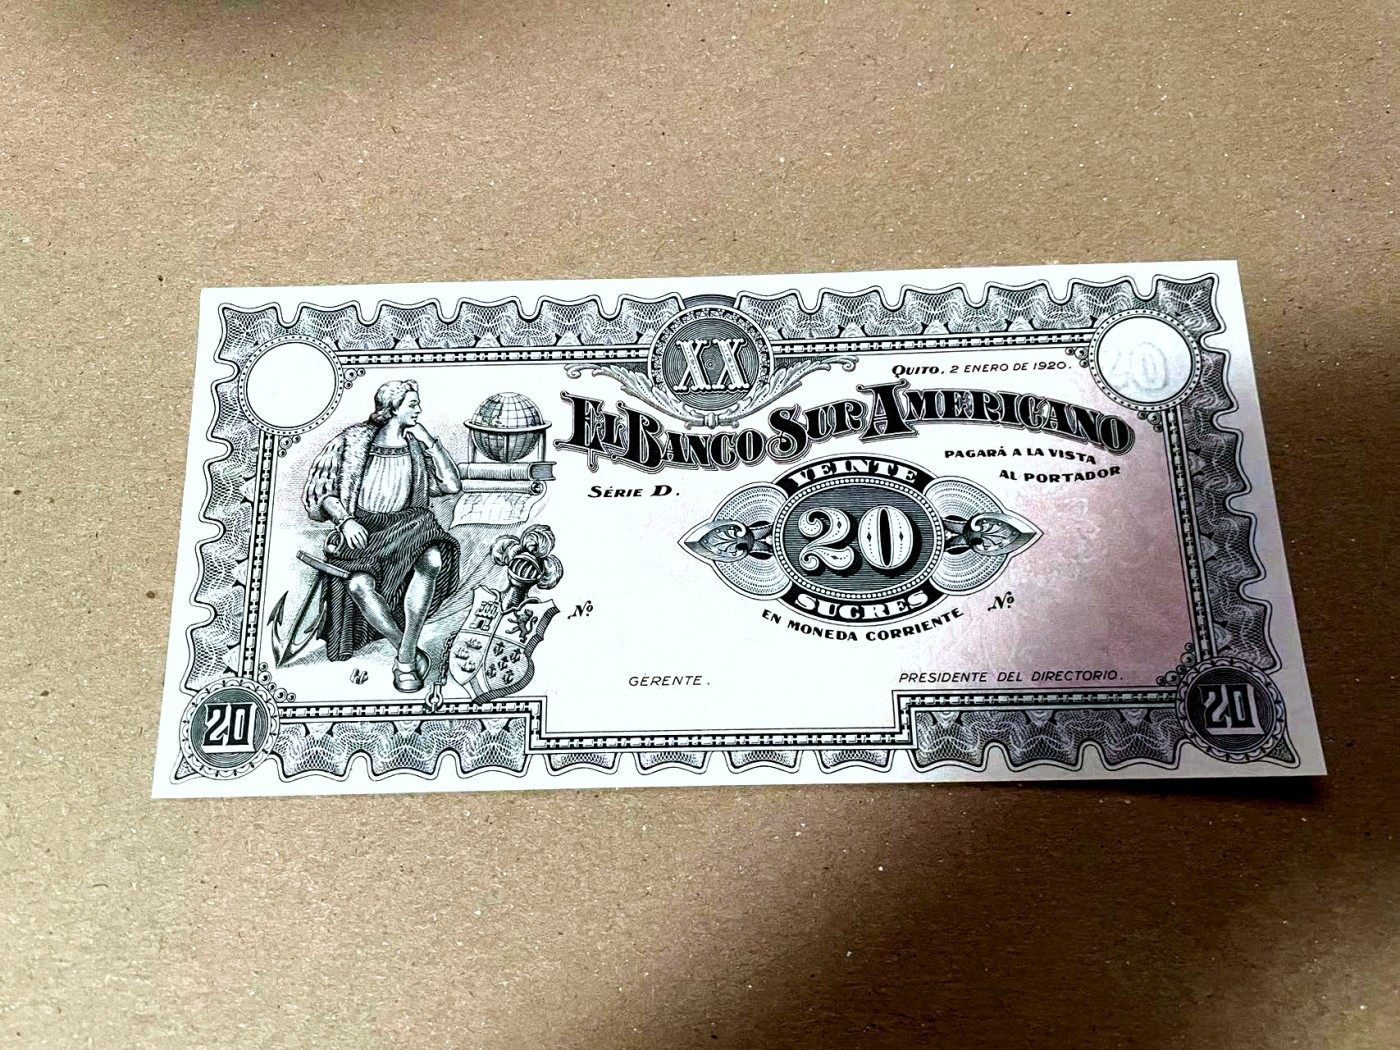 XX
QUITO, 2 ENERO DE 1920.
EL BANCO SUR AMERICANO
PAGARÁ A LA VISTA
AL PORTADOR
SÉRIE D.
VEINTE
20
SUCRES
EN MONEDA CORRIENTE
Nº
Nº
GERENTE.
PRESIDENTE DEL DIRECTORIO.
20
20